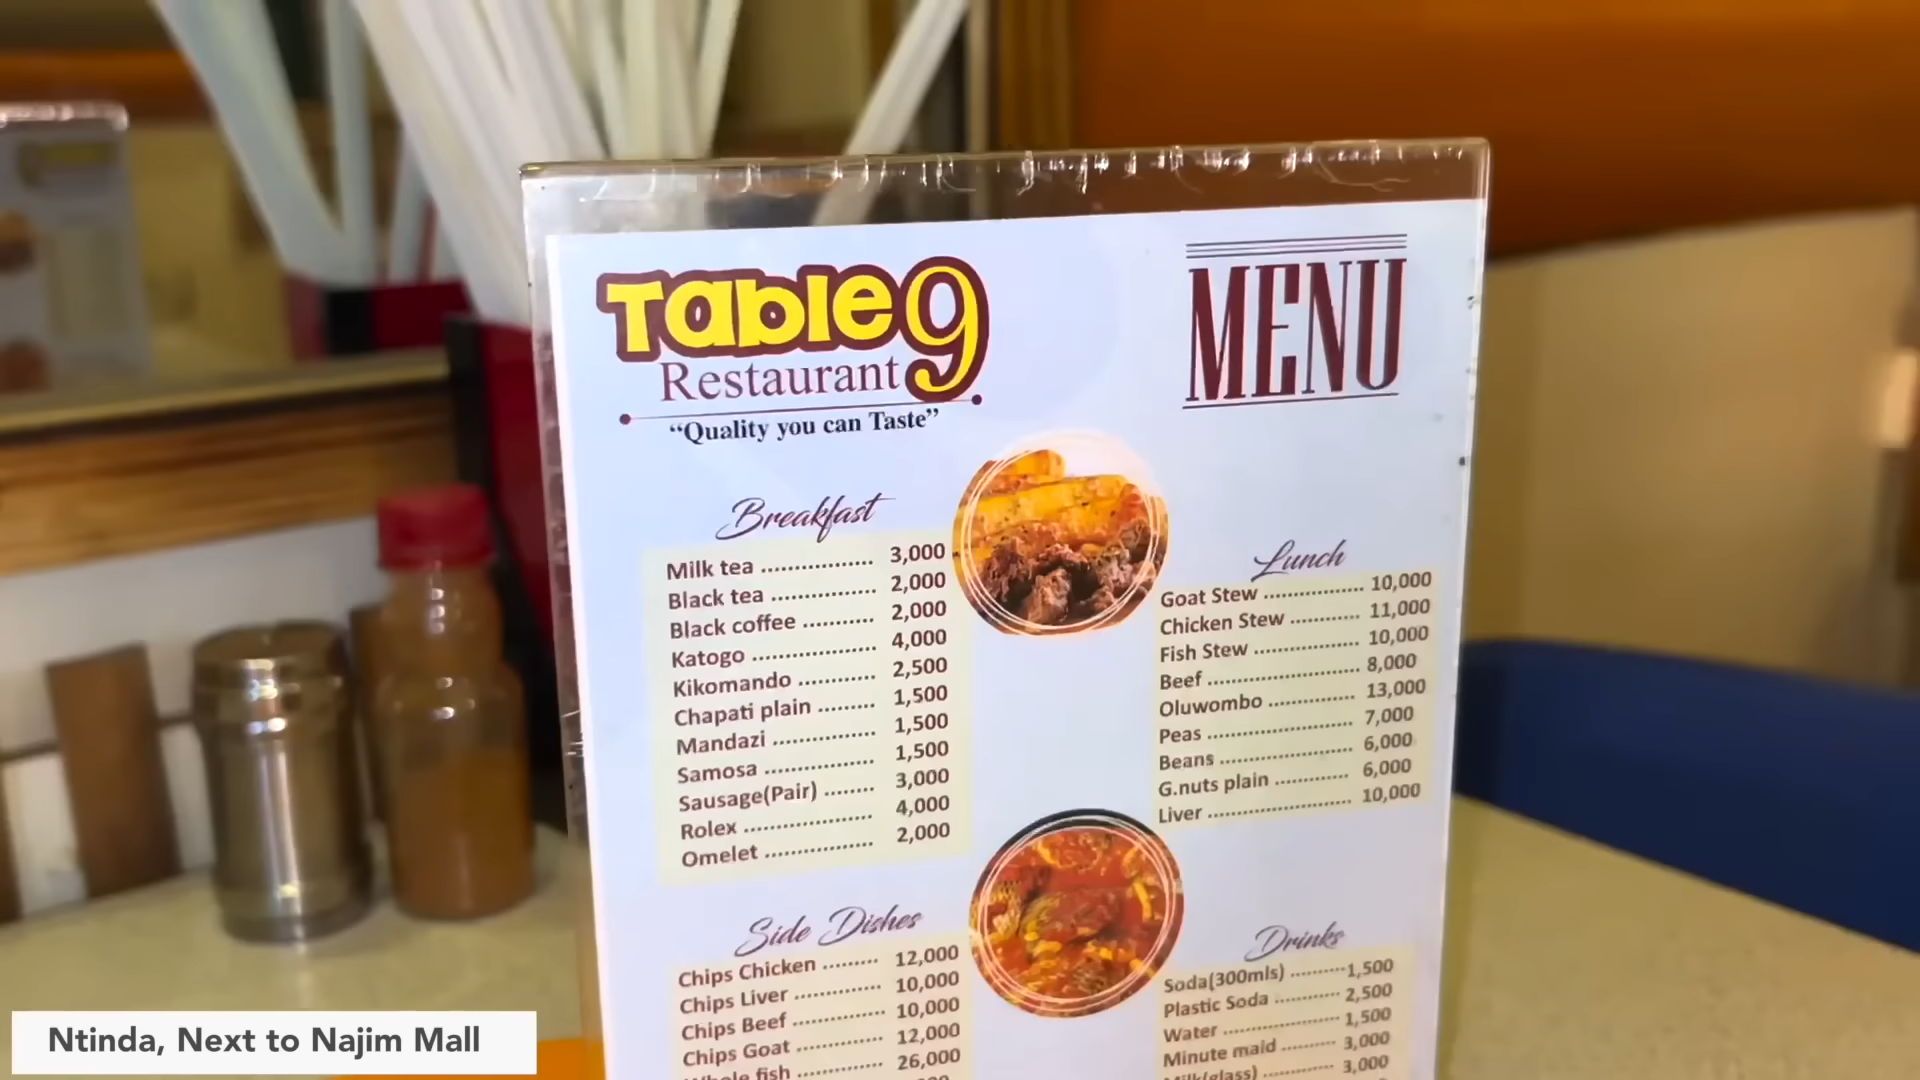 Table 9
Restaurant
“Quality you can Taste”
MENU
Breakfast
Milk tea .................. 3,000
Black tea ................. 2,000
Black coffee ........... 2,000
Katogo .................... 4,000
Kikomando ............ 2,500
Chapati plain ......... 1,500
Mandazi ................. 1,500
Samosa .................. 1,500
Sausage(Pair) ........ 3,000
Rolex ..................... 4,000
Omelet .................. 2,000
Lunch
Goat Stew .................. 10,000
Chicken Stew ............ 11,000
Fish Stew .................. 10,000
Beef .......................... 8,000
Oluwombo ............... 13,000
Peas .......................... 7,000
Beans ....................... 6,000
G.nuts plain ............. 6,000
Liver ......................... 10,000
Side Dishes
Chips Chicken ......... 12,000
Chips Liver .............. 10,000
Chips Beef ............... 10,000
Chips Goat .............. 12,000
Whole fish .............. 26,000
Drinks
Soda(300mls) .......... 1,500
Plastic Soda ............ 2,500
Water ..................... 1,500
Minute maid .......... 3,000
Milk(glass) .............. 3,000
Ntinda, Next to Najim Mall